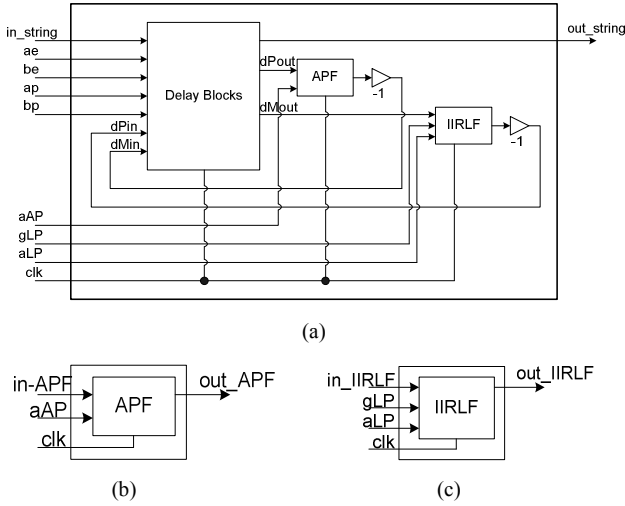 in_string
out_string
ae
be
ap
bp
Delay Blocks
dPout
APF
-1
dMout
IIRLF
-1
dPin
dMin
aAP
gLP
aLP
clk
(a)
in-APF
aAP
clk
APF
out_APF
in_IIRLF
gLP
aLP
clk
IIRLF
out_IIRLF
(b)
(c)